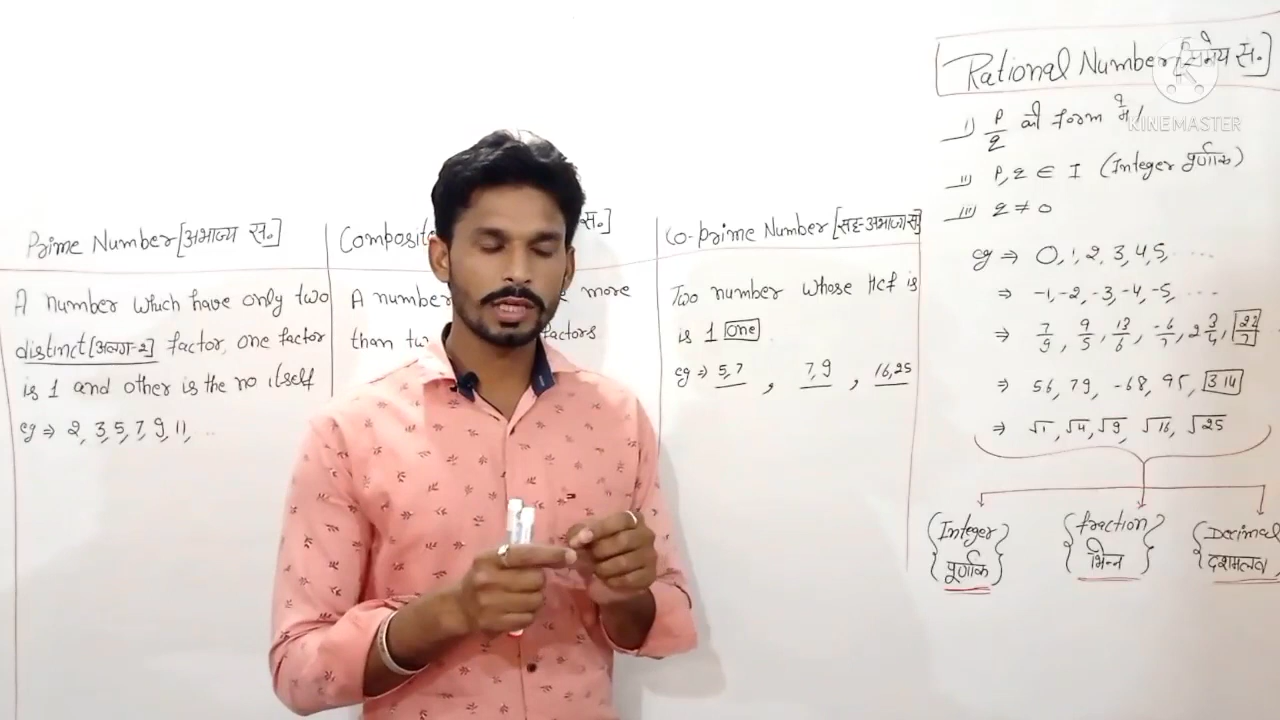 Prime Number [अभाज्य स.]
A number which have only two
distinct [अलग-2] factor, one factor
is 1 and other is the no itself
eg ⇒ 2, 3, 5, 7, 9, 11, ..
Composite
स.]
A number
more
than tw
factors
Co-prime Number [सह-अभाज्य सं]
Two number whose Hcf is
is 1 one
eg ⇒ 5,7 , 7,9 , 16,25
Rational Number [परिमेय स.]
i) p/q की form में
ii) p, q ∈ I (Integer पूर्णांक)
iii) q ≠ 0
eg ⇒ 0, 1, 2, 3, 4, 5, ....
⇒ -1, -2, -3, -4, -5, ....
⇒ 7/9, 9/5, 13/6, -6/7, 2 3/4, 22/7
⇒ 56, 79, -68, 95, 3.14
⇒ √1, √4, √9, √16, √25
{Integer पूर्णांक}
{fraction भिन्न}
{Decimal दशमलव
KINEMASTER